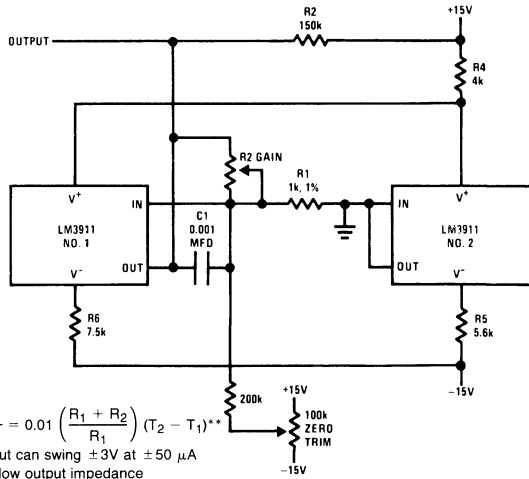 R2
150k
+15V
OUTPUT
R4
4k
R2 GAIN
R1
1k, 1%
V+
IN
LM3911
NO. 1
OUT
V−
C1
0.001
MFD
V+
IN
LM3911
NO. 2
OUT
V−
R6
7.5k
R5
5.6k
−15V
200k
+15V
100k
ZERO
TRIM
−15V
= 0.01 (R1 + R2 / R1) (T2 − T1)**
ut can swing ±3V at ±50 μA
low output impedance